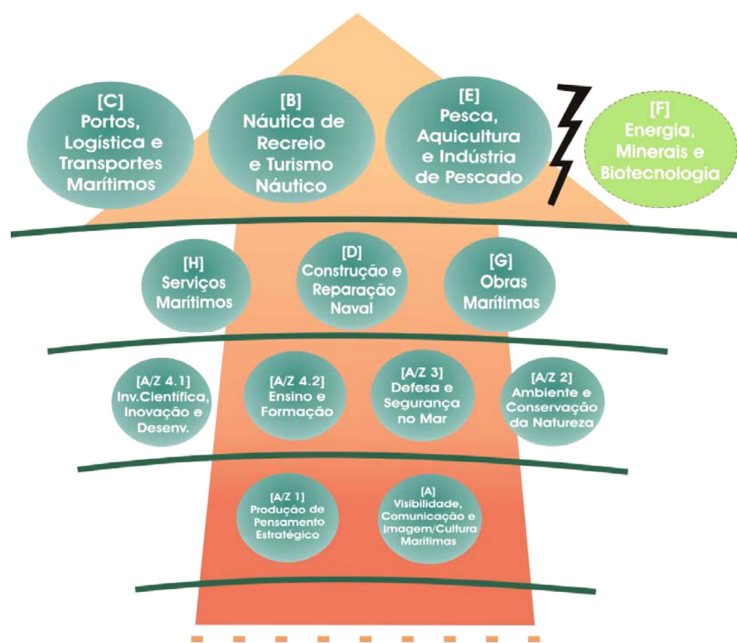 [C]
Portos,
Logística e
Transportes
Marítimos
[B]
Náutica de
Recreio
e Turismo
Náutico
[E]
Pesca,
Aquicultura
e Indústria
de Pescado
[F]
Energia,
Minerais e
Biotecnologia
[H]
Serviços
Marítimos
[D]
Construção e
Reparação
Naval
[G]
Obras
Marítimas
[A/Z 4.1]
Inv.Científica,
Inovação e
Desenv.
[A/Z 4.2]
Ensino e
Formação
[A/Z 3]
Defesa e
Segurança
no Mar
[A/Z 2]
Ambiente e
Conservação
da Natureza
[A/Z 1]
Produção de
Pensamento
Estratégico
[A]
Visibilidade,
Comunicação e
Imagem/Cultura
Marítimas